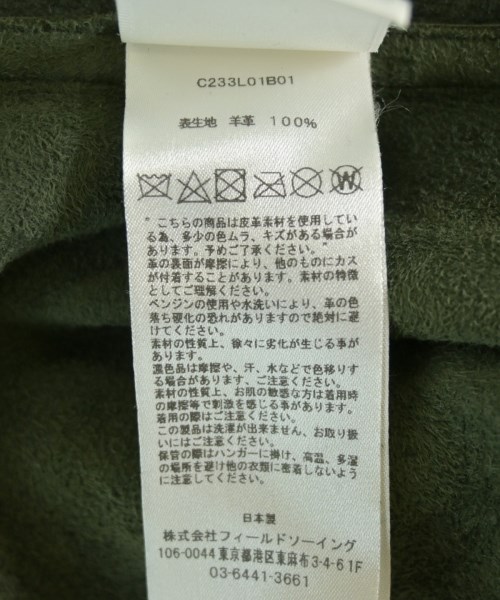 C233L01B01
表生地 羊革 100%
W
"こちらの商品は皮革素材を使用してい
る為、多少の色ムラ、キズがある場合が
あります。予めご了承ください。"
革の裏面が摩擦により、他のものにカス
が付着することがあります。素材の特徴
としてご理解ください。
ベンジンの使用や水洗いにより、革の色
落ち硬化の恐れがありますので絶対に避
けてください。
素材の性質上、徐々に劣化が生じる事が
あります。
濃色品は摩擦や、汗、水などで色移りす
る場合があります、ご注意ください。
素材の性質上、お肌の敏感な方は着用時
の摩擦等で刺激を感じる事があります。
着用の際はご注意ください。
この製品は洗濯が出来ません、お取り扱
いにはご注意ください。
保管の際はハンガーに掛け、高温、多湿
の場所を避け他の衣類に密着しないよう
に注意してください。
日本製
株式会社フィールドソーイング
106-0044 東京都港区東麻布3-4-6 1F
03-6441-3661